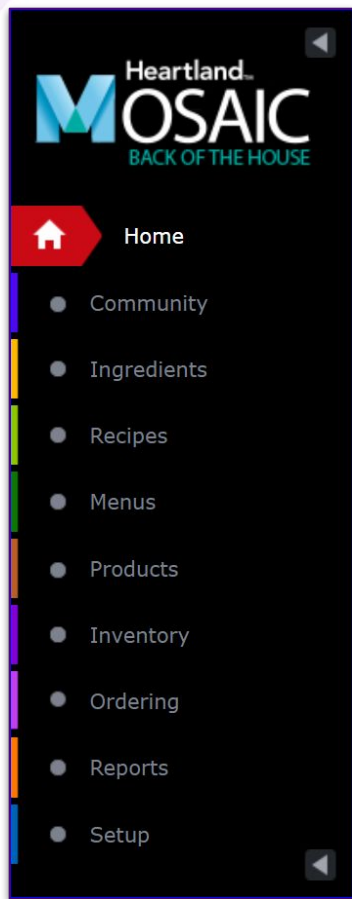 Heartland™
MOSAIC
BACK OF THE HOUSE
Home
Community
Ingredients
Recipes
Menus
Products
Inventory
Ordering
Reports
Setup